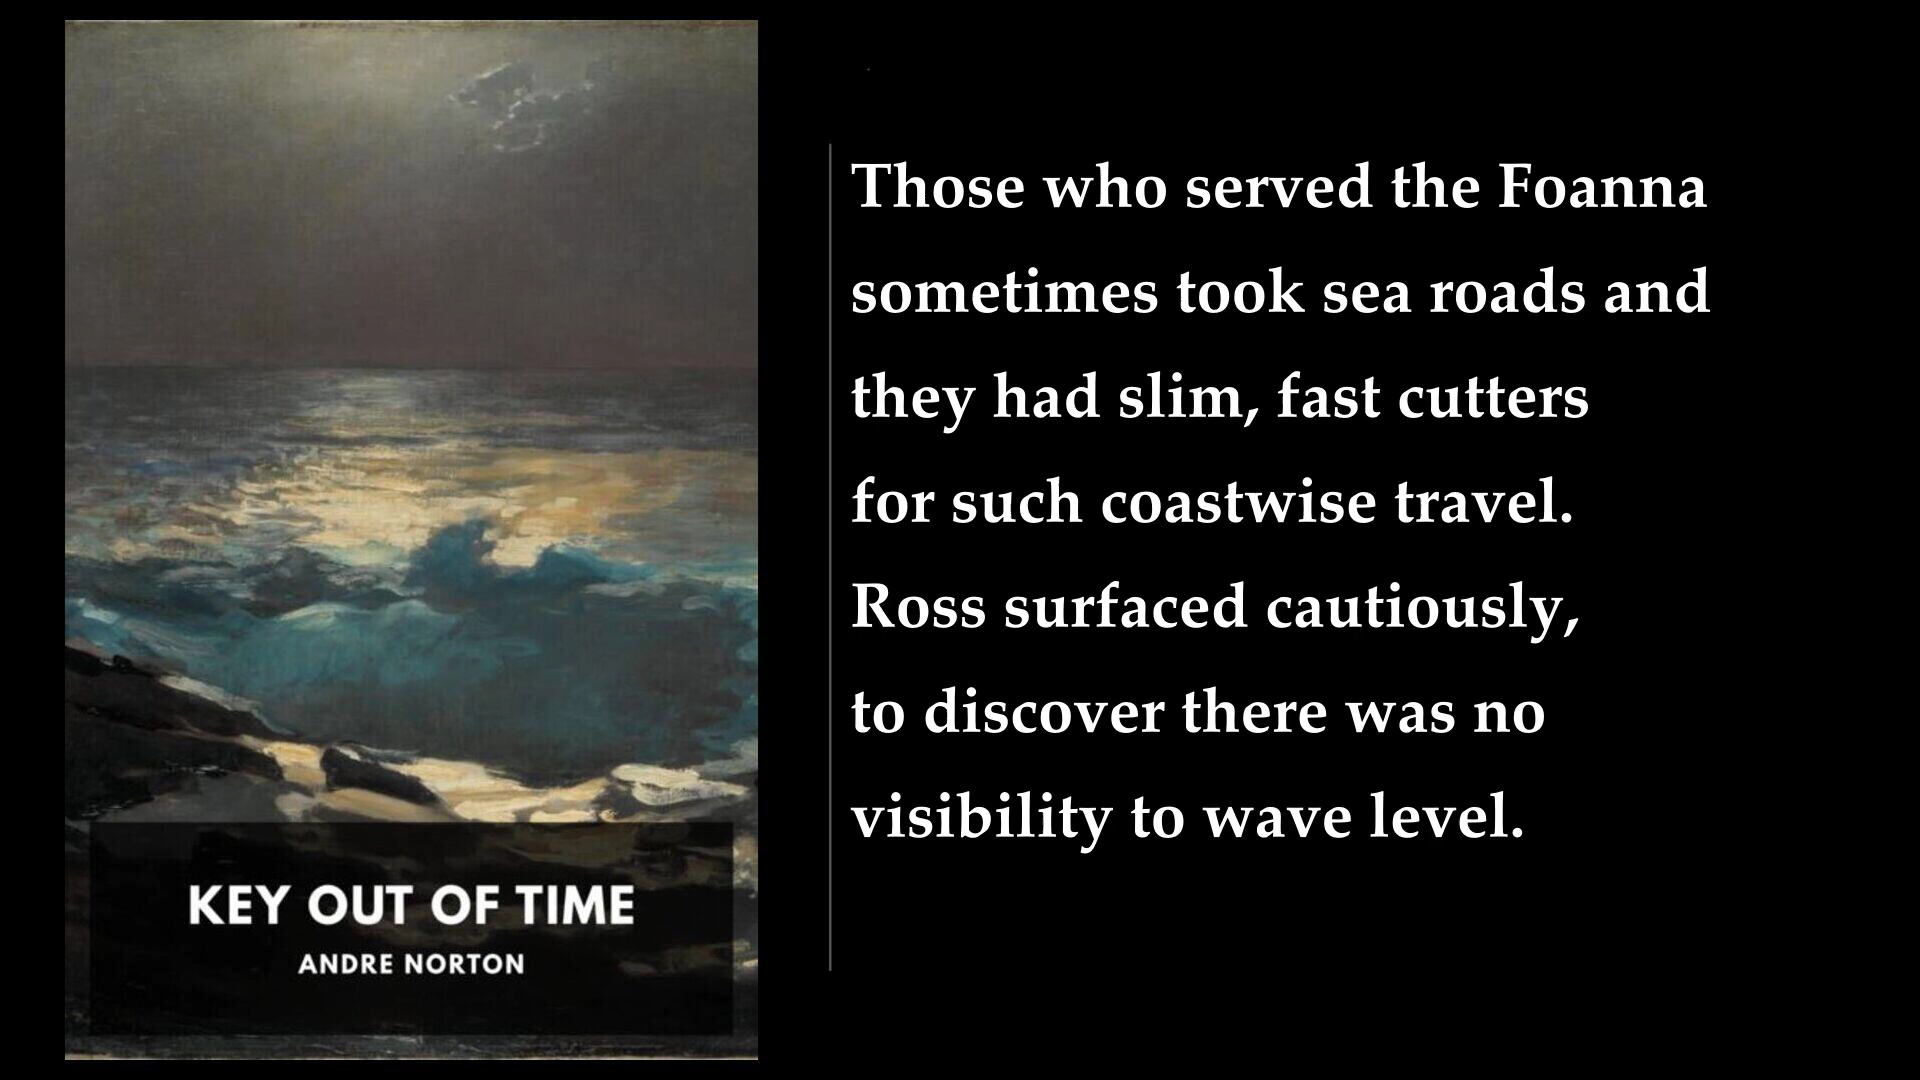 KEY OUT OF TIME
ANDRE NORTON
Those who served the Foanna
sometimes took sea roads and
they had slim, fast cutters
for such coastwise travel.
Ross surfaced cautiously,
to discover there was no
visibility to wave level.